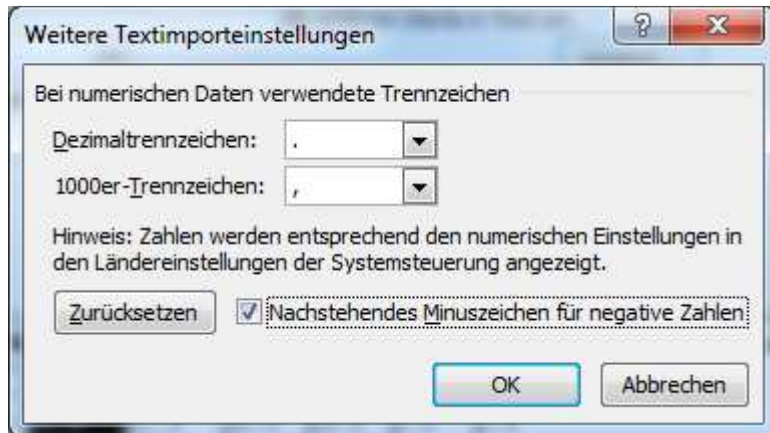 Weitere Textimporteinstellungen
Bei numerischen Daten verwendete Trennzeichen
Dezimaltrennzeichen: .
1000er-Trennzeichen: ,
Hinweis: Zahlen werden entsprechend den numerischen Einstellungen in
den Ländereinstellungen der Systemsteuerung angezeigt.
Zurücksetzen Nachstehendes Minuszeichen für negative Zahlen
OK Abbrechen